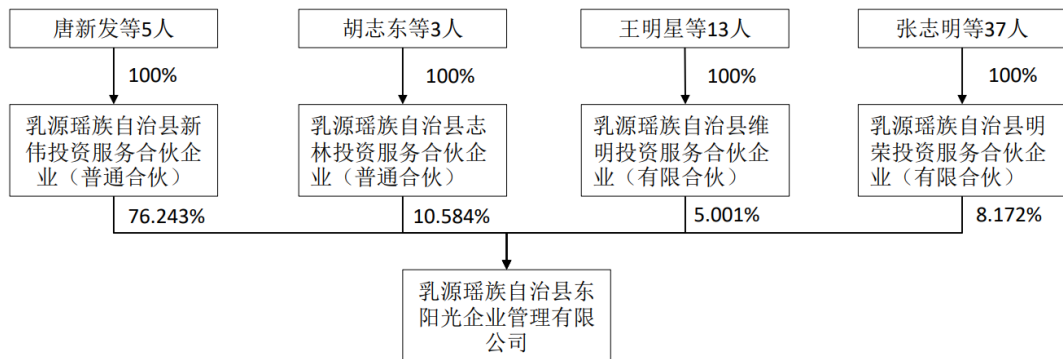 唐新发等5人
胡志东等3人
王明星等13人
张志明等37人
100%
100%
100%
100%
乳源瑶族自治县新
伟投资服务合伙企
业（普通合伙）
乳源瑶族自治县志
林投资服务合伙企
业（普通合伙）
乳源瑶族自治县维
明投资服务合伙企
业（有限合伙）
乳源瑶族自治县明
荣投资服务合伙企
业（有限合伙）
76.243%
10.584%
5.001%
8.172%
乳源瑶族自治县东
阳光企业管理有限
公司